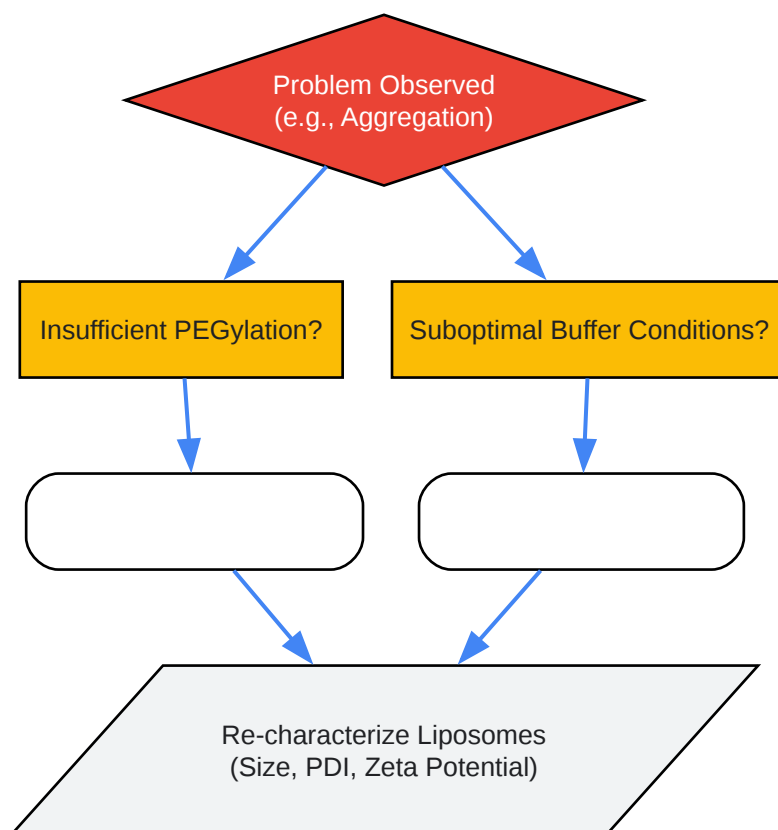 Problem Observed
(e.g., Aggregation)
Insufficient PEGylation?
Suboptimal Buffer Conditions?
Re-characterize Liposomes
(Size, PDI, Zeta Potential)